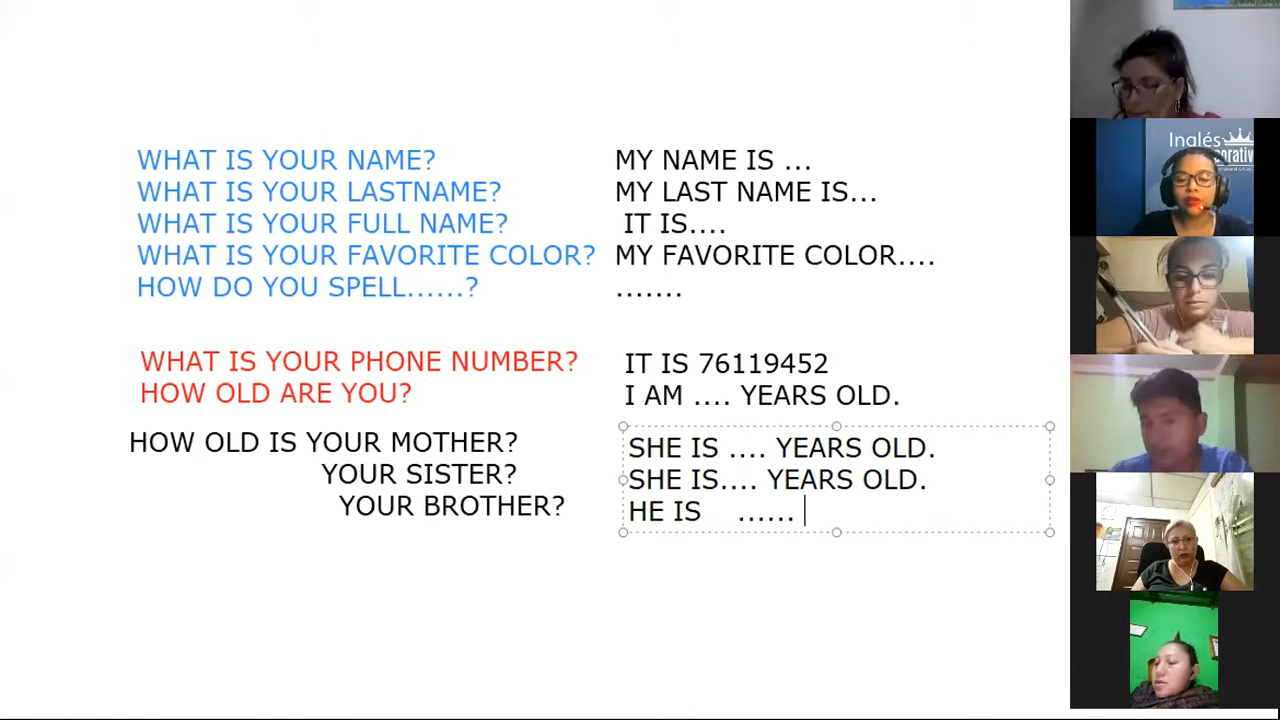 WHAT IS YOUR NAME? MY NAME IS ...
WHAT IS YOUR LASTNAME? MY LAST NAME IS...
WHAT IS YOUR FULL NAME? IT IS....
WHAT IS YOUR FAVORITE COLOR? MY FAVORITE COLOR....
HOW DO YOU SPELL......? .......
WHAT IS YOUR PHONE NUMBER? IT IS 76119452
HOW OLD ARE YOU? I AM .... YEARS OLD.
HOW OLD IS YOUR MOTHER? SHE IS .... YEARS OLD.
YOUR SISTER? SHE IS.... YEARS OLD.
YOUR BROTHER? HE IS ......
Inglés